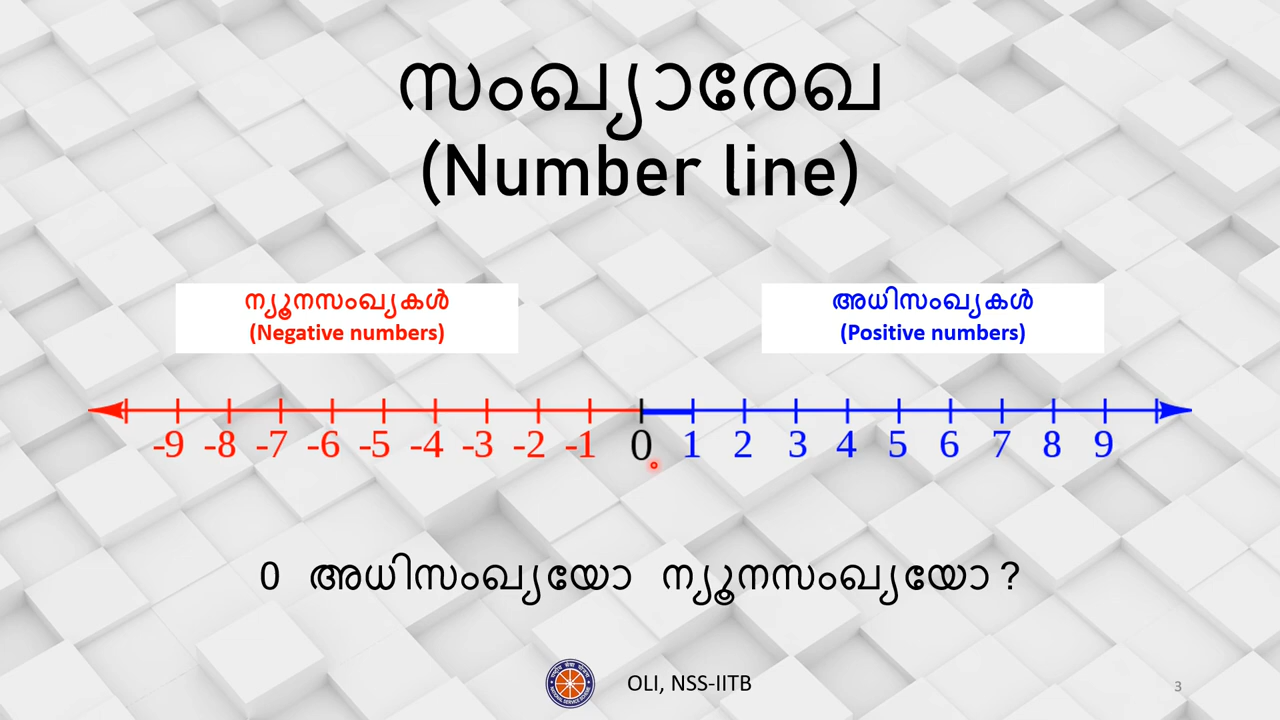 സംഖ്യാരേഖ
(Number line)
ന്യൂനസംഖ്യകൾ
(Negative numbers)
അധിസംഖ്യകൾ
(Positive numbers)
-9 -8 -7 -6 -5 -4 -3 -2 -1 0 1 2 3 4 5 6 7 8 9
0 അധിസംഖ്യയോ ന്യൂനസംഖ്യയോ ?
OLI, NSS-IITB
3